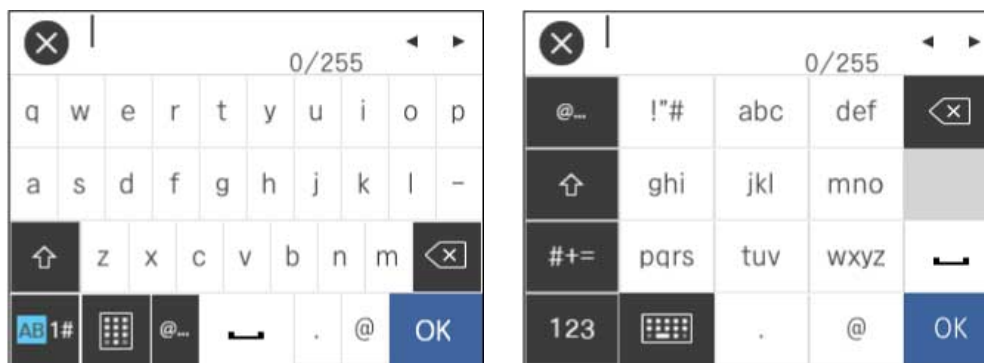 0/255
q w e r t y u i o p
a s d f g h j k l -
z x c v b n m
AB 1# @... . @ OK
0/255
@... !"# abc def
ghi jkl mno
#+= pqrs tuv wxyz
123 . @ OK